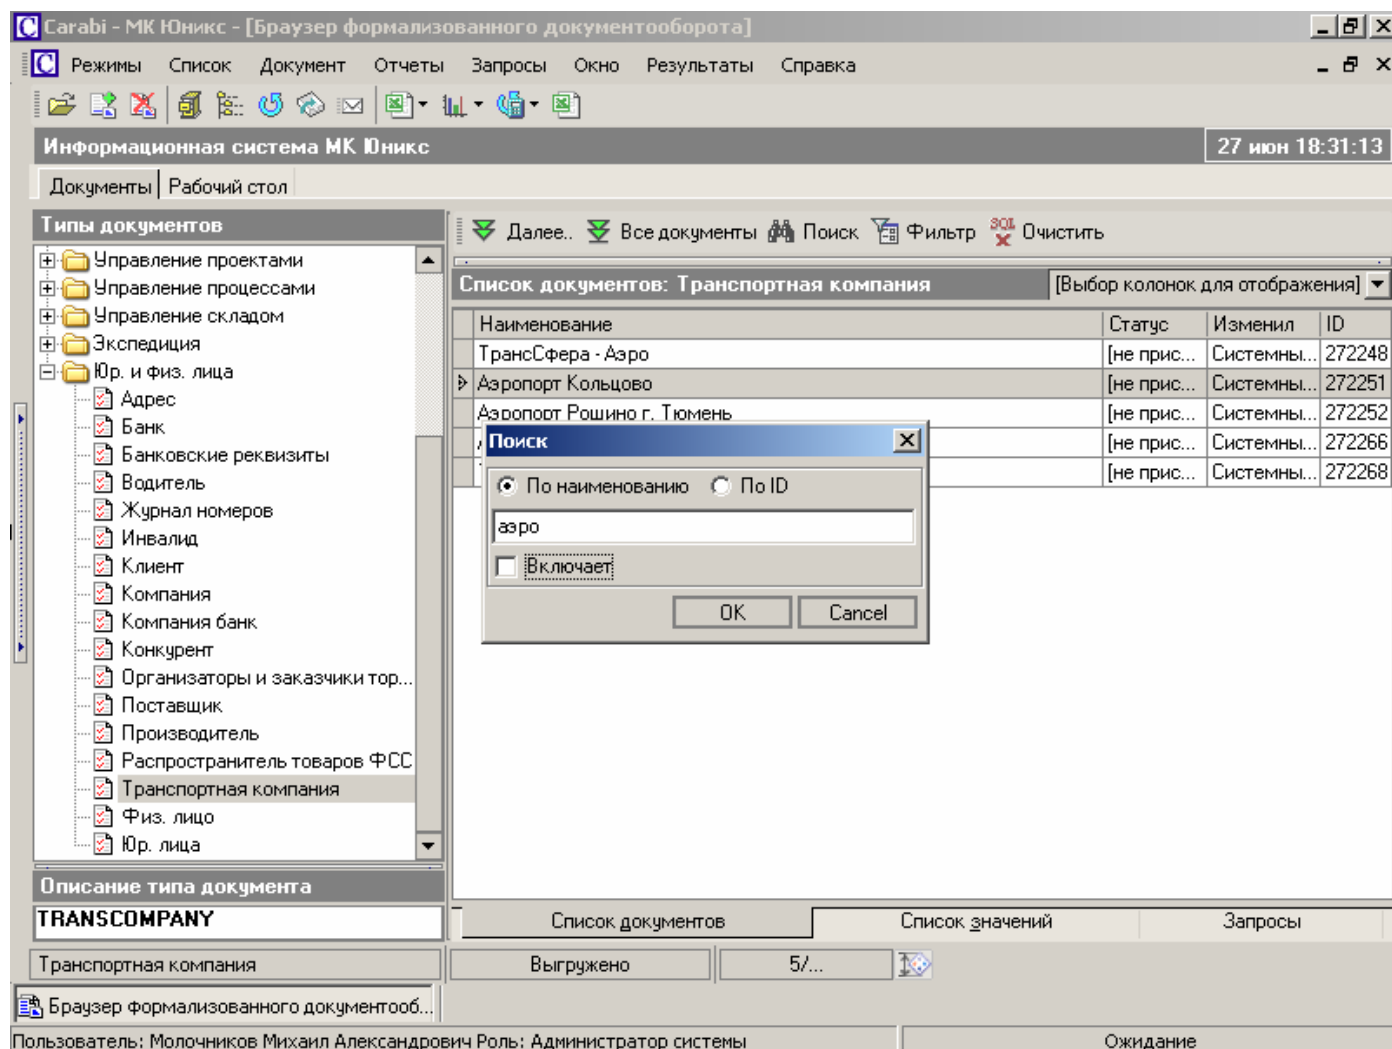 Carabi - МК Юникс - [Браузер формализованного документооборота]
Режимы Список Документ Отчеты Запросы Окно Результаты Справка
Информационная система МК Юникс 27 июн 18:31:13
Документы Рабочий стол
Типы документов
Далее.. Все документы Поиск Фильтр SQL Очистить
Управление проектами
Управление процессами
Управление складом
Экспедиция
Юр. и физ. лица
Адрес
Банк
Банковские реквизиты
Водитель
Журнал номеров
Инвалид
Клиент
Компания
Компания банк
Конкурент
Организаторы и заказчики тор...
Поставщик
Производитель
Распространитель товаров ФСС
Транспортная компания
Физ. лицо
Юр. лица
Список документов: Транспортная компания [Выбор колонок для отображения]
Наименование Статус Изменил ID
ТрансСфера - Аэро [не прис... Системны... 272248
Аэропорт Кольцово [не прис... Системны... 272251
Аэропорт Рощино г. Тюмень [не прис... Системны... 272252
[не прис... Системны... 272266
[не прис... Системны... 272268
Поиск
По наименованию По ID
аэро
Включает
OK Cancel
Описание типа документа
TRANSCOMPANY
Список документов Список значений Запросы
Транспортная компания Выгружено 5/...
Браузер формализованного документооб...
Пользователь: Молочников Михаил Александрович Роль: Администратор системы Ожидание